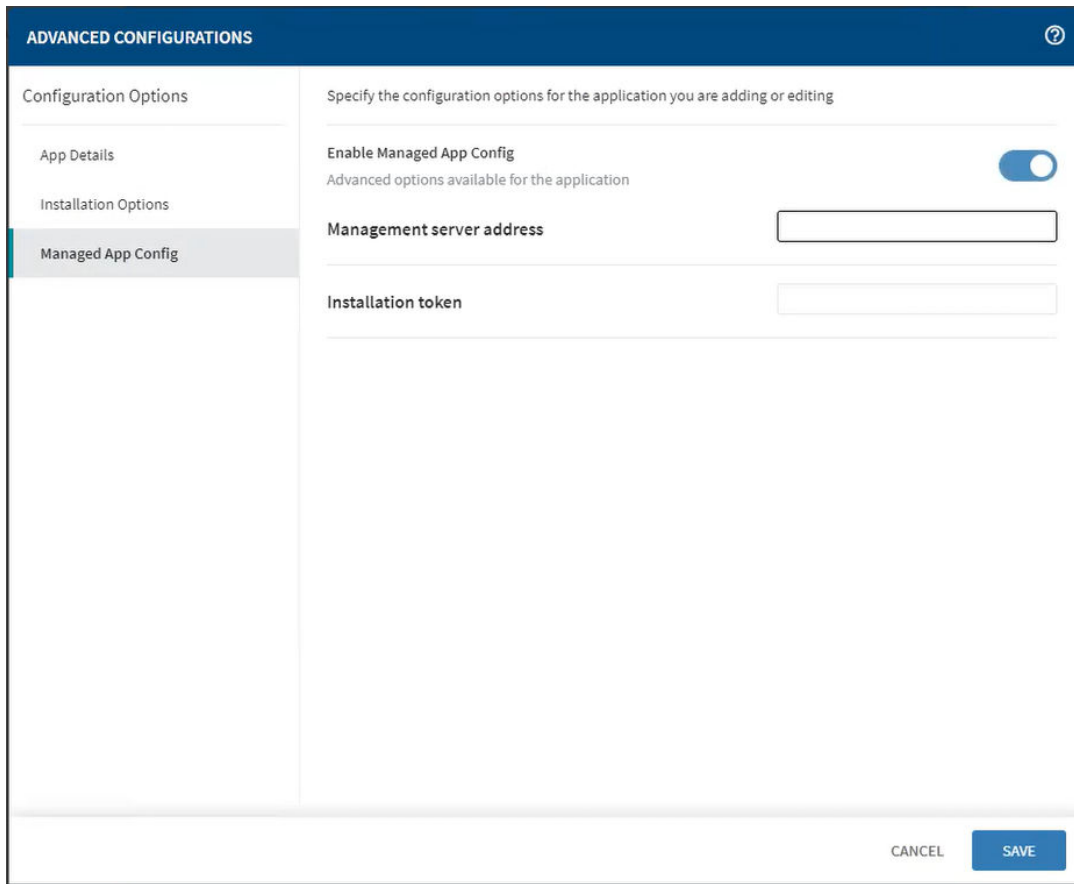 ADVANCED CONFIGURATIONS
Configuration Options
App Details
Installation Options
Managed App Config
Specify the configuration options for the application you are adding or editing
Enable Managed App Config
Advanced options available for the application
Management server address
Installation token
CANCEL
SAVE